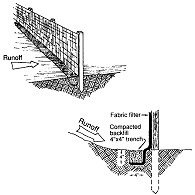 Runoff
Fabric filter
Compacted
backfill
4"x4" trench
Runoff